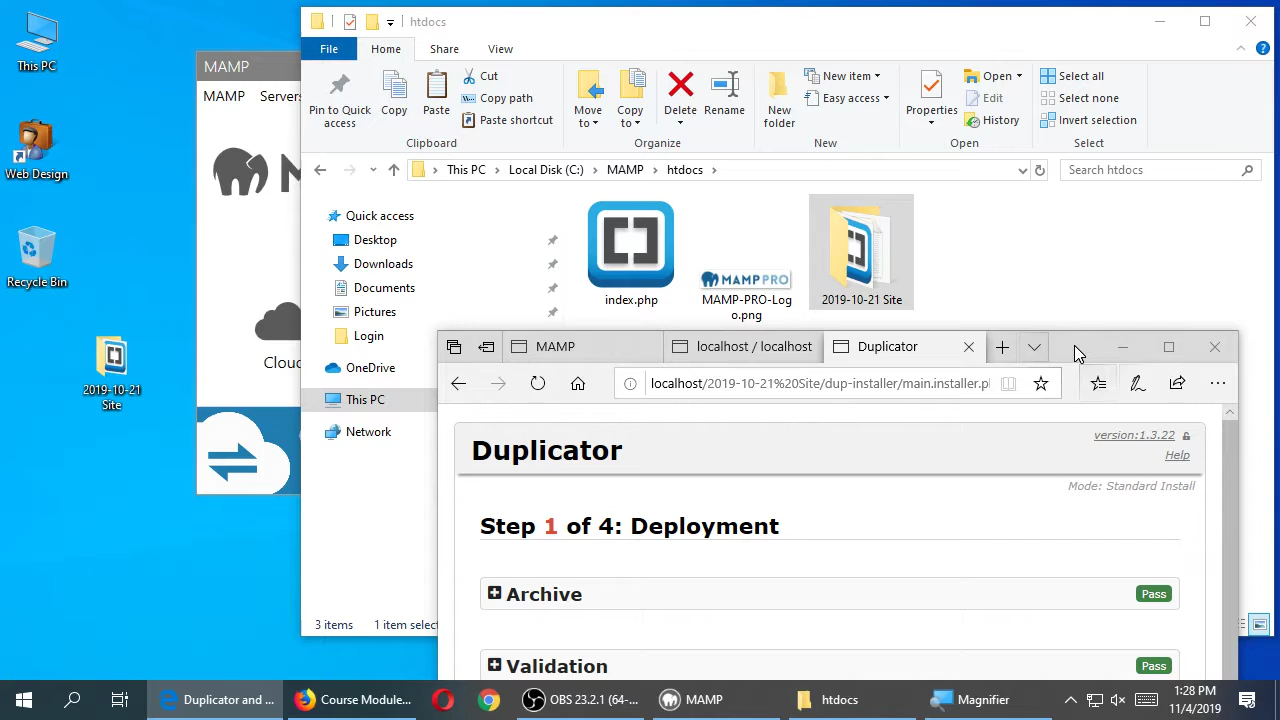 This PC
Web Design
Recycle Bin
2019-10-21
Site
MAMP
MAMP Servers
M
Cloud
htdocs
File Home Share View
Pin to Quick
access
Copy
Paste
Cut
Copy path
Paste shortcut
Clipboard
Move
to
Copy
to
Delete
Rename
Organize
New
folder
New item
Easy access
New
Properties
Open
Edit
History
Open
Select all
Select none
Invert selection
Select
This PC Local Disk (C:) MAMP htdocs
Search htdocs
Quick access
Desktop
Downloads
Documents
Pictures
Login
OneDrive
This PC
Network
index.php
MAMP PRO
MAMP-PRO-Log
o.png
2019-10-21 Site
3 items 1 item select
MAMP
localhost / localhost
Duplicator
localhost/2019-10-21%20Site/dup-installer/main.installer.p
Duplicator
version:1.3.22
Help
Mode: Standard Install
Step 1 of 4: Deployment
Archive Pass
Validation Pass
Duplicator and ...
Course Module...
OBS 23.2.1 (64-...
MAMP
htdocs
Magnifier
1:28 PM
11/4/2019